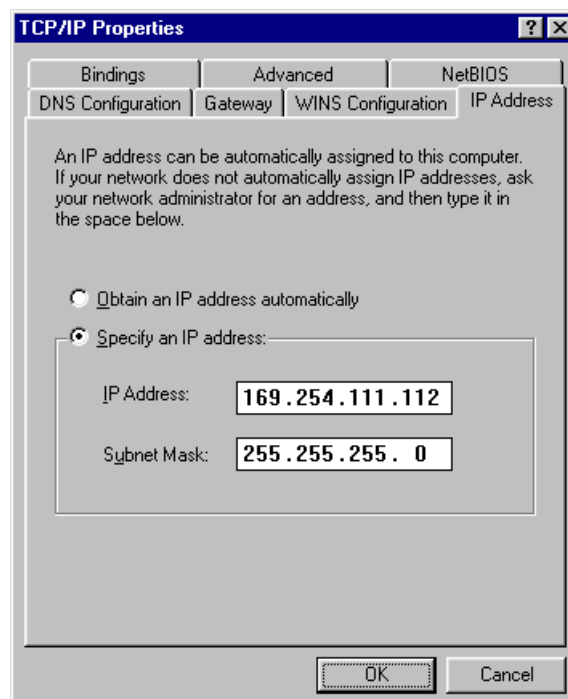 TCP/IP Properties
Bindings Advanced NetBIOS
DNS Configuration Gateway WINS Configuration IP Address
An IP address can be automatically assigned to this computer.
If your network does not automatically assign IP addresses, ask
your network administrator for an address, and then type it in
the space below.
Obtain an IP address automatically
Specify an IP address:
IP Address: 169.254.111.112
Subnet Mask: 255.255.255. 0
OK Cancel